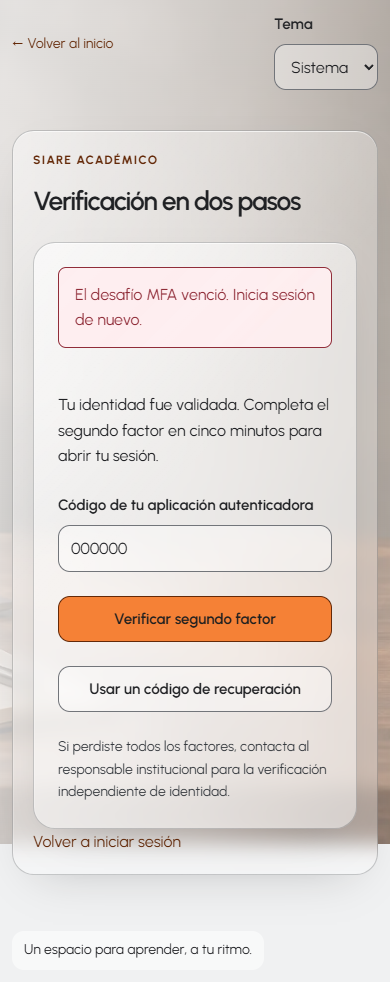 ← Volver al inicio
Tema
Sistema
SIARE ACADÉMICO
Verificación en dos pasos
El desafío MFA venció. Inicia sesión
de nuevo.
Tu identidad fue validada. Completa el
segundo factor en cinco minutos para
abrir tu sesión.
Código de tu aplicación autenticadora
000000
Verificar segundo factor
Usar un código de recuperación
Si perdiste todos los factores, contacta al
responsable institucional para la verificación
independiente de identidad.
Volver a iniciar sesión
Un espacio para aprender, a tu ritmo.